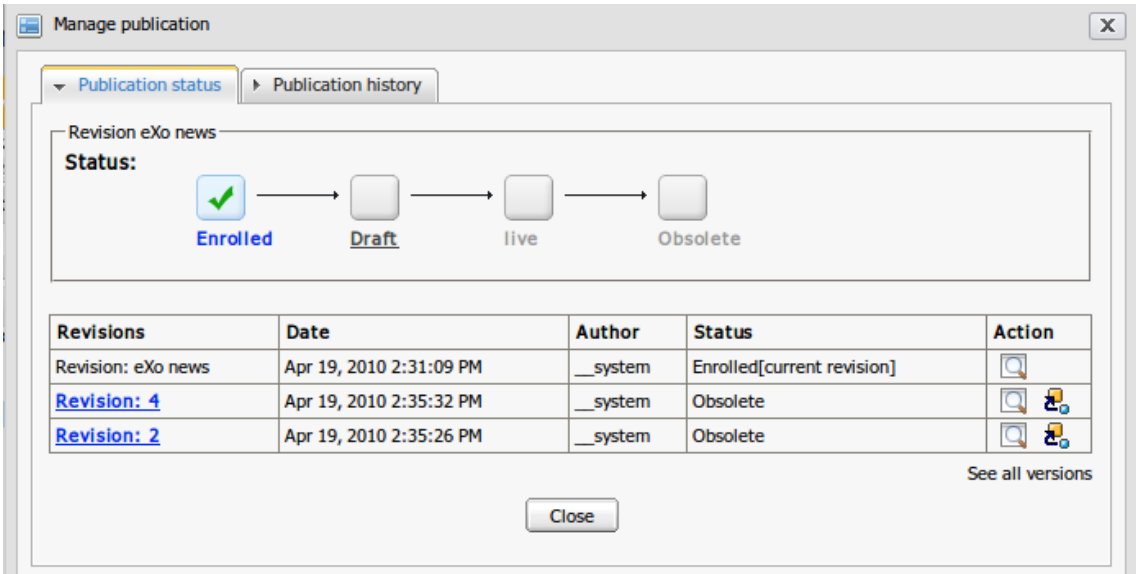 Manage publication
Publication status Publication history
Revision eXo news
Status:
Enrolled Draft live Obsolete
Revisions Date Author Status Action
Revision: eXo news Apr 19, 2010 2:31:09 PM __system Enrolled[current revision]
Revision: 4 Apr 19, 2010 2:35:32 PM __system Obsolete
Revision: 2 Apr 19, 2010 2:35:26 PM __system Obsolete
See all versions
Close